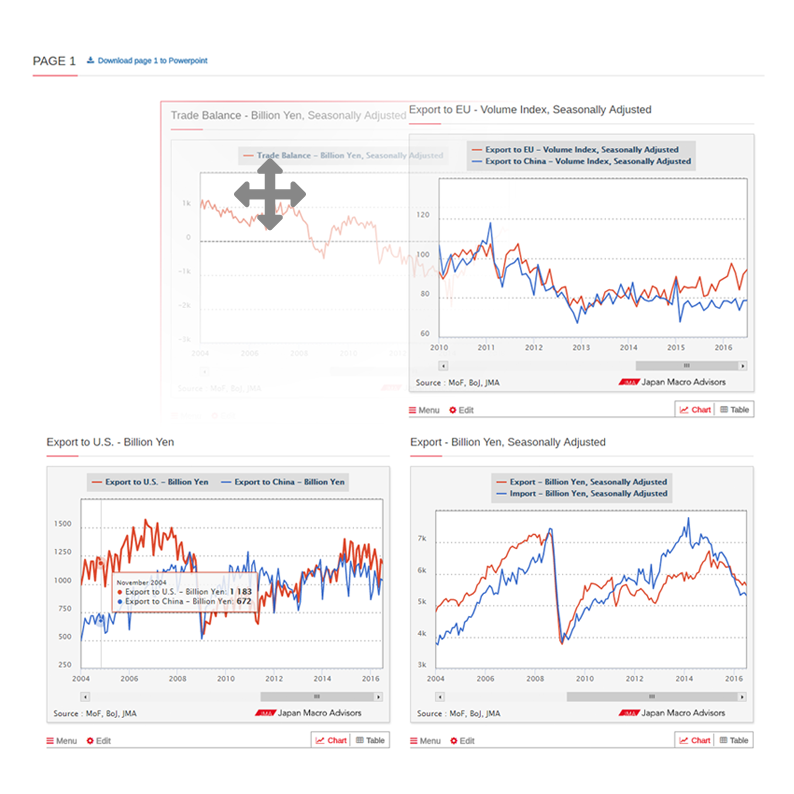 PAGE 1 Download page 1 to Powerpoint
Trade Balance - Billion Yen, Seasonally Adjusted
Trade Balance – Billion Yen, Seasonally Adjusted
1k
0
-1k
-2k
-3k
2004 2006 2008 2010 2012
Source : MoF, BoJ, JMA
Export to EU - Volume Index, Seasonally Adjusted
Export to EU – Volume Index, Seasonally Adjusted
Export to China – Volume Index, Seasonally Adjusted
120
100
80
60
2010 2011 2012 2013 2014 2015 2016
Source : MoF, BoJ, JMA JMA Japan Macro Advisors
Menu Edit Chart Table
Export to U.S. - Billion Yen
Export to U.S. – Billion Yen Export to China – Billion Yen
1500
1250
1000
750
500
250
November 2004
Export to U.S. – Billion Yen: 1 183
Export to China – Billion Yen: 672
2004 2006 2008 2010 2012 2014 2016
Source : MoF, BoJ, JMA JMA Japan Macro Advisors
Menu Edit Chart Table
Export - Billion Yen, Seasonally Adjusted
Export – Billion Yen, Seasonally Adjusted
Import – Billion Yen, Seasonally Adjusted
7k
6k
5k
4k
3k
2004 2006 2008 2010 2012 2014 2016
Source : MoF, BoJ, JMA JMA Japan Macro Advisors
Menu Edit Chart Table